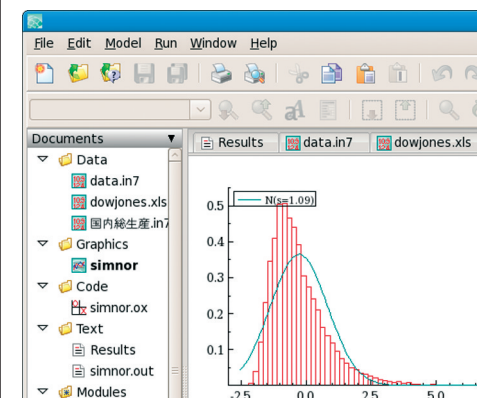 File Edit Model Run Window Help
Documents
Results data.in7 dowjones.xls
Data
data.in7
dowjones.xls
国内総生産.in7
Graphics
simnor
Code
simnor.ox
Text
Results
simnor.out
Modules
N(s=1.09)
0.5
0.4
0.3
0.2
0.1
-2.5 0.0 2.5 5.0